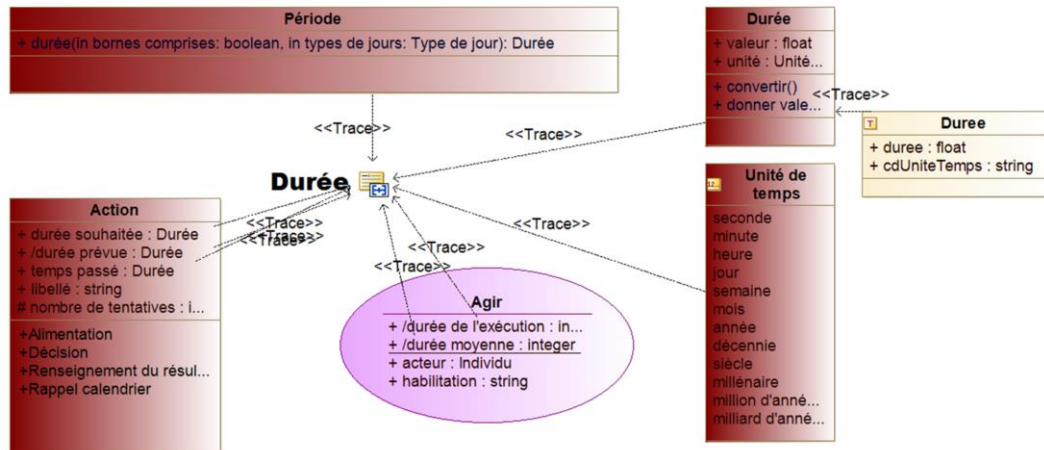 Période
+ durée(in bornes comprises: boolean, in types de jours: Type de jour): Durée
<<Trace>>
Durée
+ valeur : float
+ unité : Unité...
+ convertir()
+ donner vale...
<<Trace>>
<<Trace>>
T
Duree
+ duree : float
+ cdUniteTemps : string
Durée
Unité de
temps
seconde
minute
heure
jour
semaine
mois
année
décennie
siècle
millénaire
million d'anné...
milliard d'anné...
<<Trace>>
Action
+ durée souhaitée : Durée
+ /durée prévue : Durée
+ temps passé : Durée
+ libellé : string
# nombre de tentatives : i...
+Alimentation
+Décision
+Renseignement du résul...
+Rappel calendrier
<<Trace>>
<<Trace>>
<<Trace>>
<<Trace>>
<<Trace>>
Agir
+ /durée de l'exécution : in...
+ /durée moyenne : integer
+ acteur : Individu
+ habilitation : string